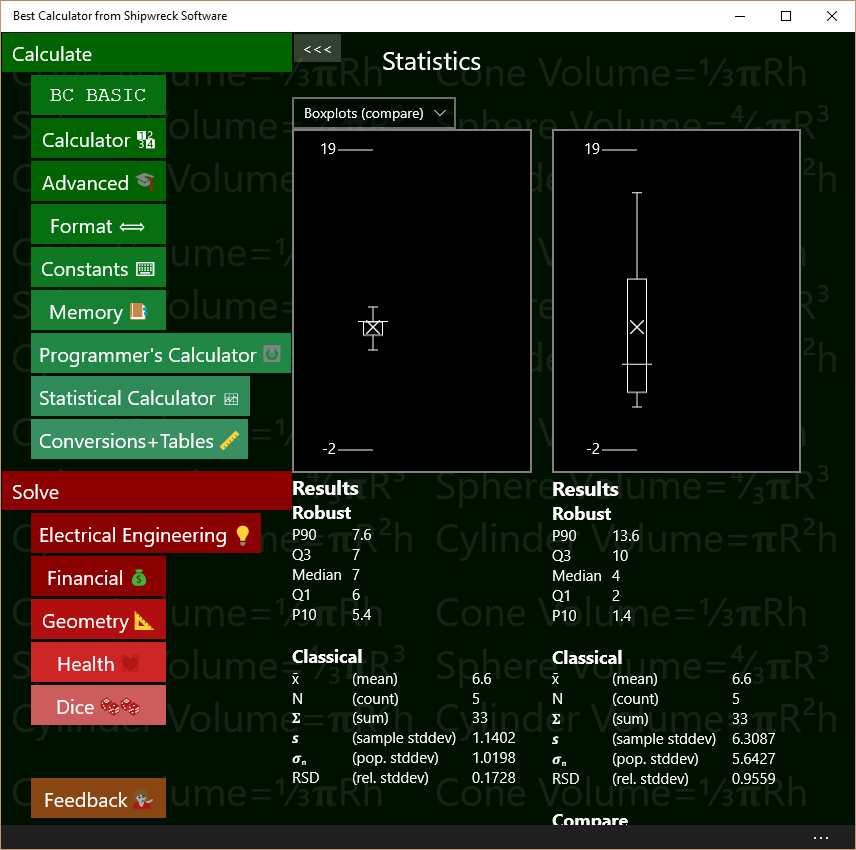 Best Calculator from Shipwreck Software
Calculate
BC BASIC
Calculator
Advanced
Format
Constants
Memory
Programmer's Calculator
Statistical Calculator
Conversions+Tables
Solve
Electrical Engineering
Financial
Geometry
Health
Dice
Feedback
<<<
Statistics
Boxplots (compare)
19
-2
Results
Robust
P90 7.6
Q3 7
Median 7
Q1 6
P10 5.4
Classical
x̄ (mean) 6.6
N (count) 5
Σ (sum) 33
s (sample stddev) 1.1402
σₙ (pop. stddev) 1.0198
RSD (rel. stddev) 0.1728
19
-2
Results
Robust
P90 13.6
Q3 10
Median 4
Q1 2
P10 1.4
Classical
x̄ (mean) 6.6
N (count) 5
Σ (sum) 33
s (sample stddev) 6.3087
σₙ (pop. stddev) 5.6427
RSD (rel. stddev) 0.9559
Compare
Cone Volume=⅓πRh
Sphere Volume=⁴⁄₃πR³
Cylinder Volume=πR²h